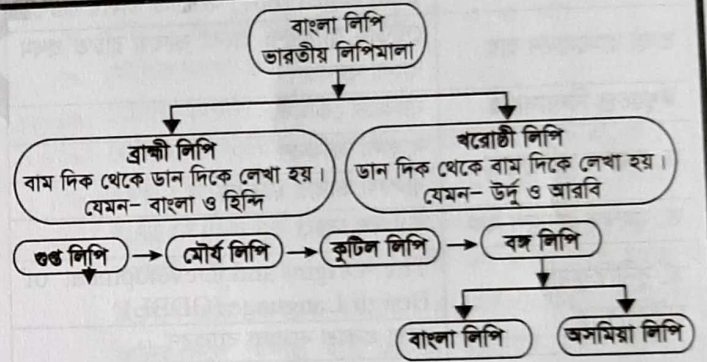 বাংলা লিপি
ভারতীয় লিপিমালা
ব্রাহ্মী লিপি
বাম দিক থেকে ডান দিকে লেখা হয়।
যেমন- বাংলা ও হিন্দি
খরোষ্ঠী লিপি
ডান দিক থেকে বাম দিকে লেখা হয়।
যেমন- উর্দু ও আরবি
গুপ্ত লিপি
মৌর্য লিপি
কুটিল লিপি
বঙ্গ লিপি
বাংলা লিপি
অসমিয়া লিপি